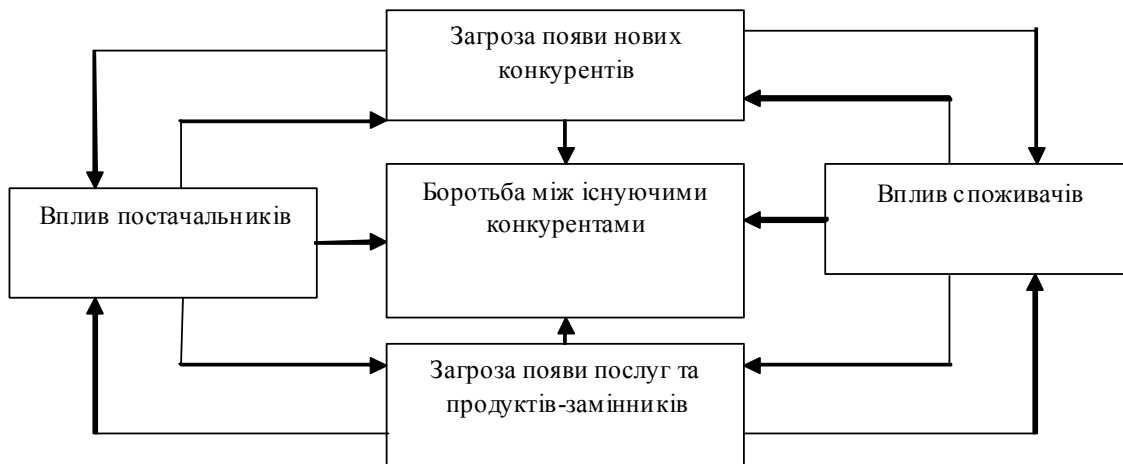 Загроза появи нових
конкурентів
Вплив постачальників
Боротьба між існуючими
конкурентами
Вплив споживачів
Загроза появи послуг та
продуктів-замінників